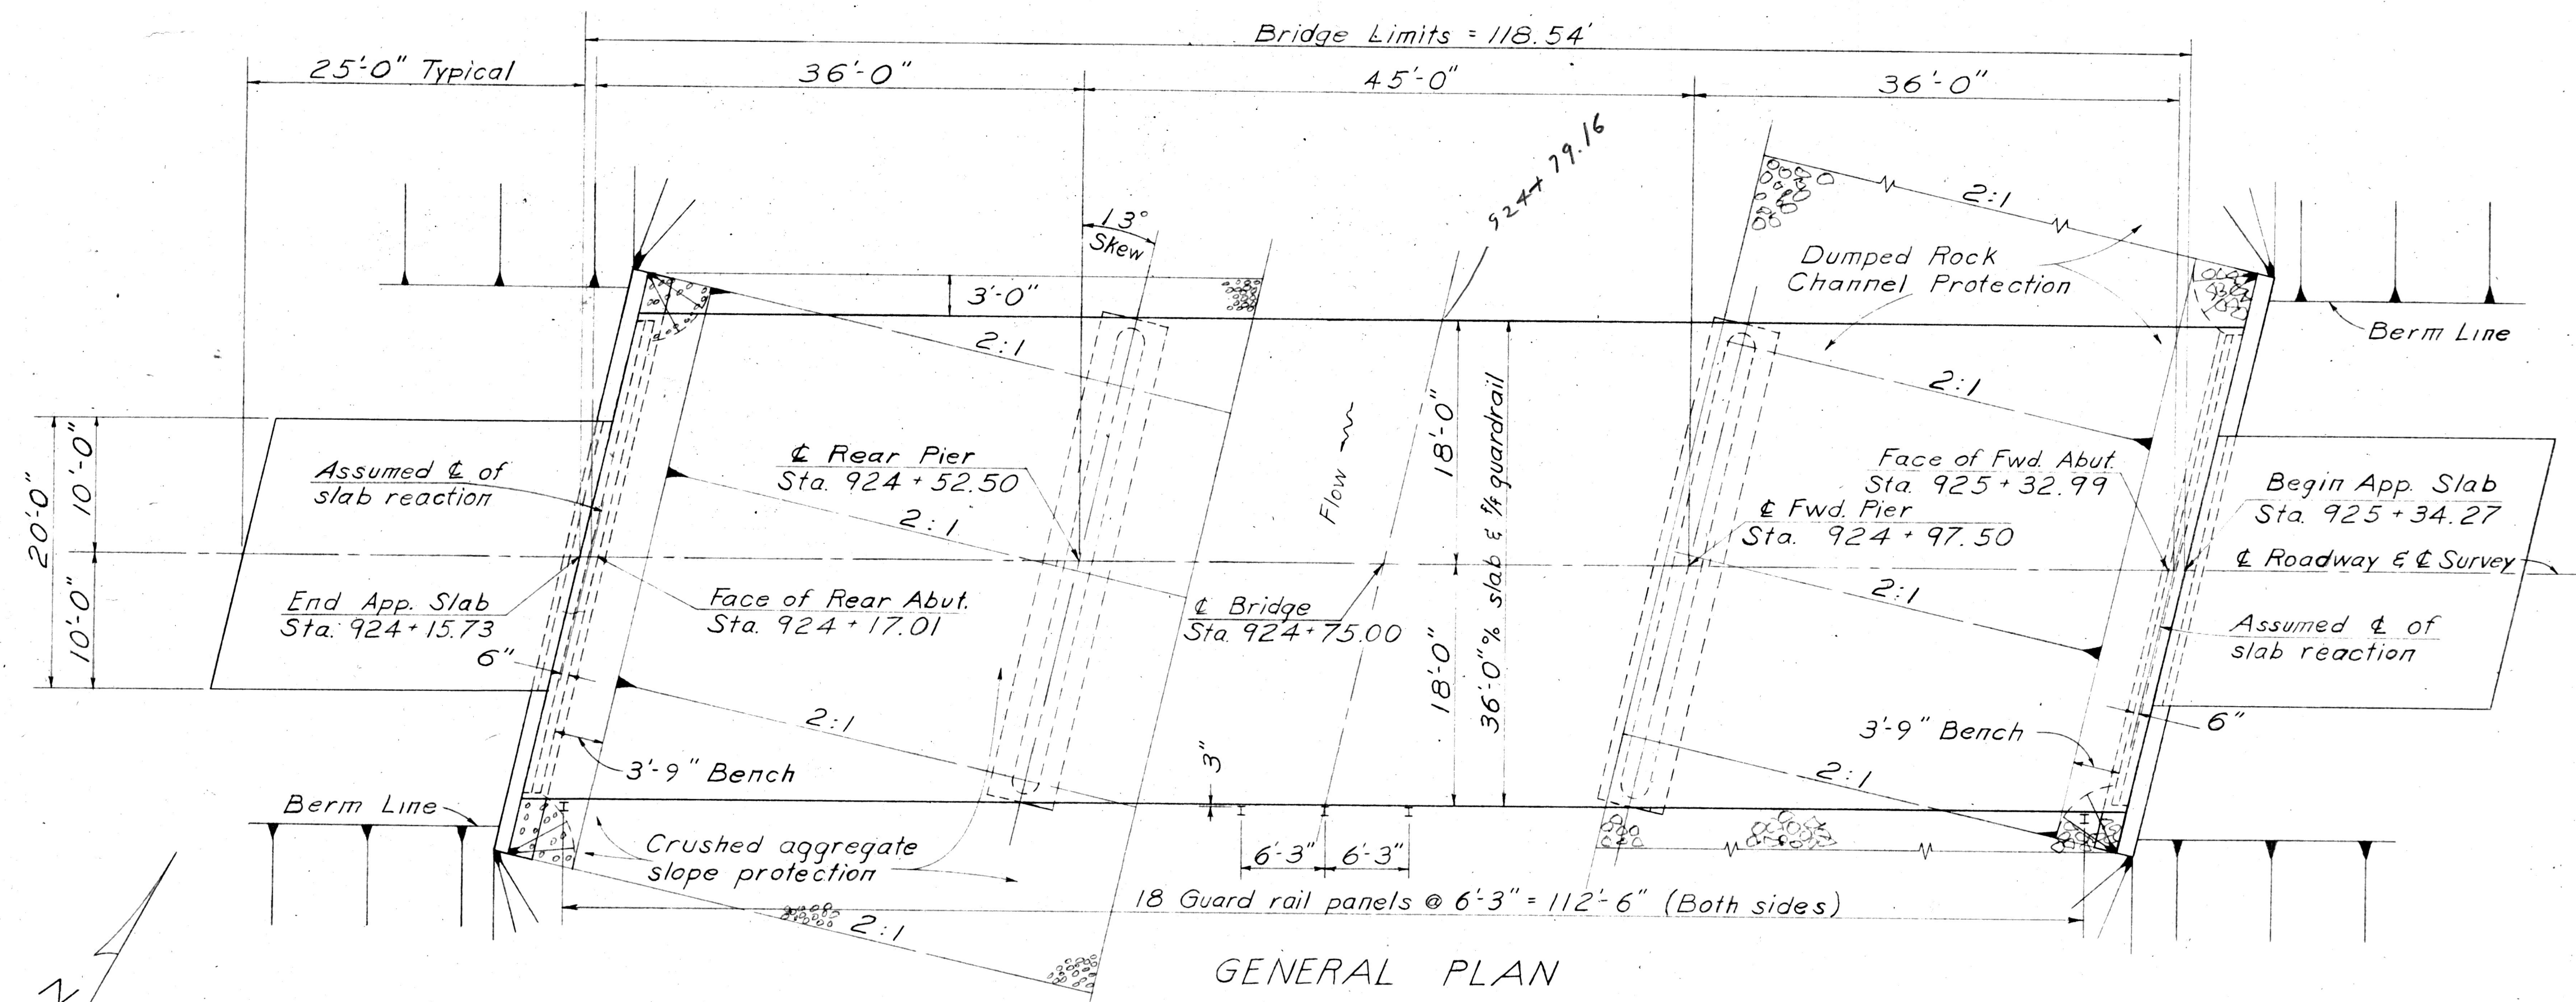 Bridge Limits = 118.54'
25'-0" Typical
36'-0"
45'-0"
36'-0"
924+79.16
13°
Skew
2:1
Dumped Rock
Channel Protection
3'-0"
Berm Line
2:1
2:1
18'-0"
36'-0" % slab & f/f guardrail
Flow
20'-0"
10'-0"
Assumed ℄ of
slab reaction
℄ Rear Pier
Sta. 924 + 52.50
2:1
Face of Fwd. Abut.
Sta. 925 + 32.99
℄ Fwd. Pier
Sta. 924 + 97.50
Begin App. Slab
Sta. 925 + 34.27
℄ Roadway & ℄ Survey
10'-0"
End App. Slab
Sta. 924 + 15.73
6"
Face of Rear Abut.
Sta. 924 + 17.01
℄ Bridge
Sta. 924 + 75.00
18'-0"
2:1
Assumed ℄ of
slab reaction
2:1
3'-9" Bench
3"
3'-9" Bench
6"
2:1
Berm Line
Crushed aggregate
slope protection
6'-3"
6'-3"
18 Guard rail panels @ 6'-3" = 112'-6" (Both sides)
2:1
N
GENERAL PLAN